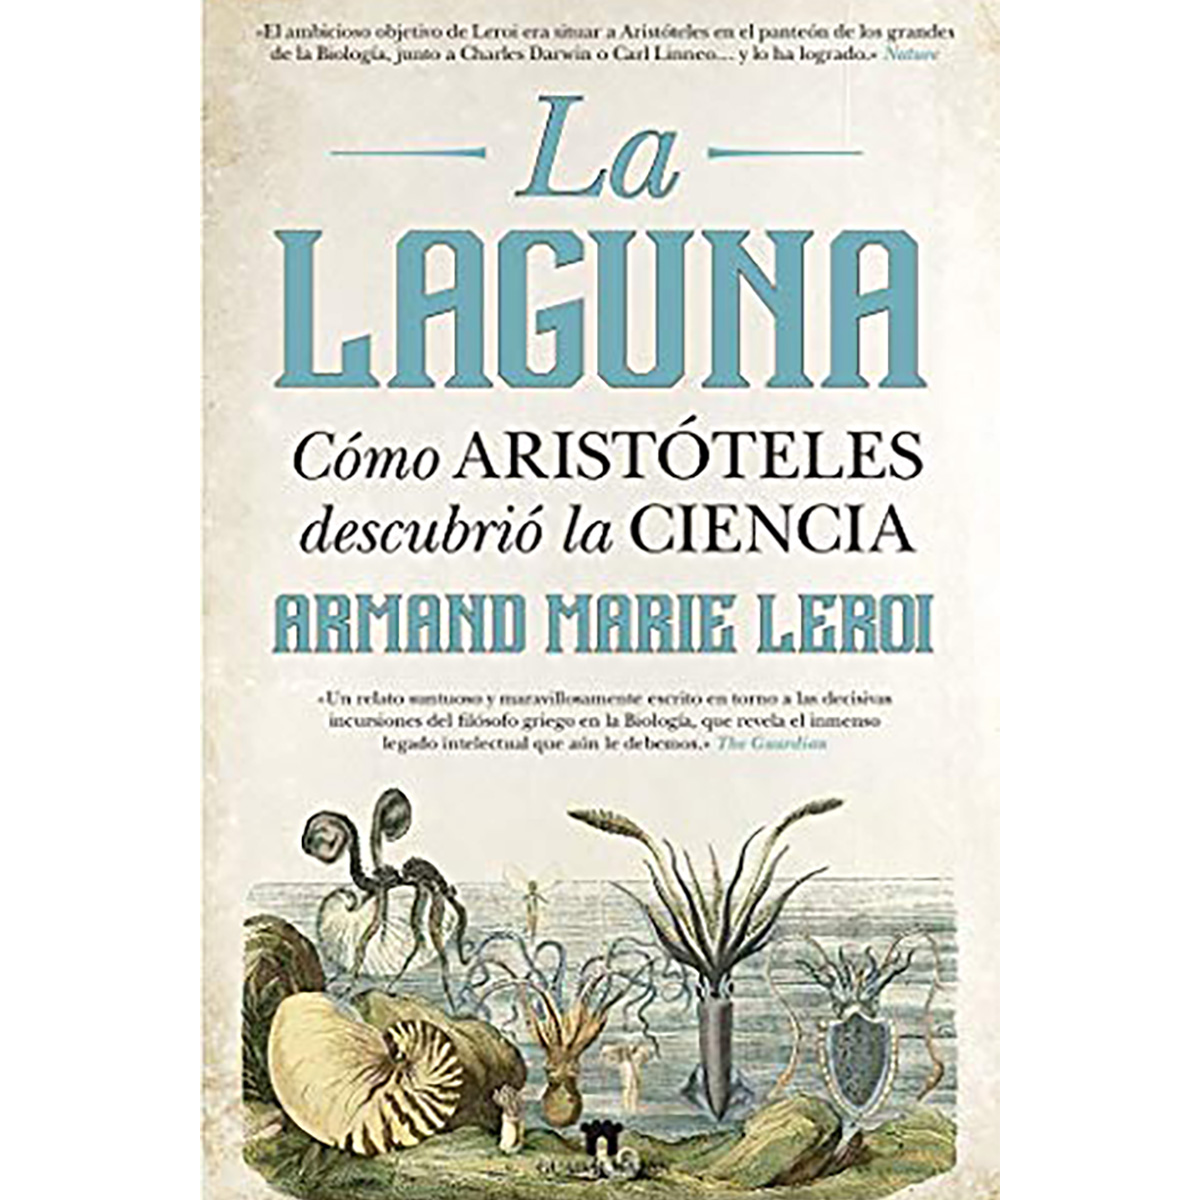 «El ambicioso objetivo de Leroi era situar a Aristóteles en el panteón de los grandes
de la Biología, junto a Charles Darwin o Carl Linneo... y lo ha logrado.» Nature
La
LAGUNA
Cómo ARISTÓTELES
descubrió la CIENCIA
ARMAND MARIE LEROI
«Un relato suntuoso y maravillosamente escrito en torno a las decisivas
incursiones del filósofo griego en la Biología, que revela el inmenso
legado intelectual que aún le debemos.» The Guardian